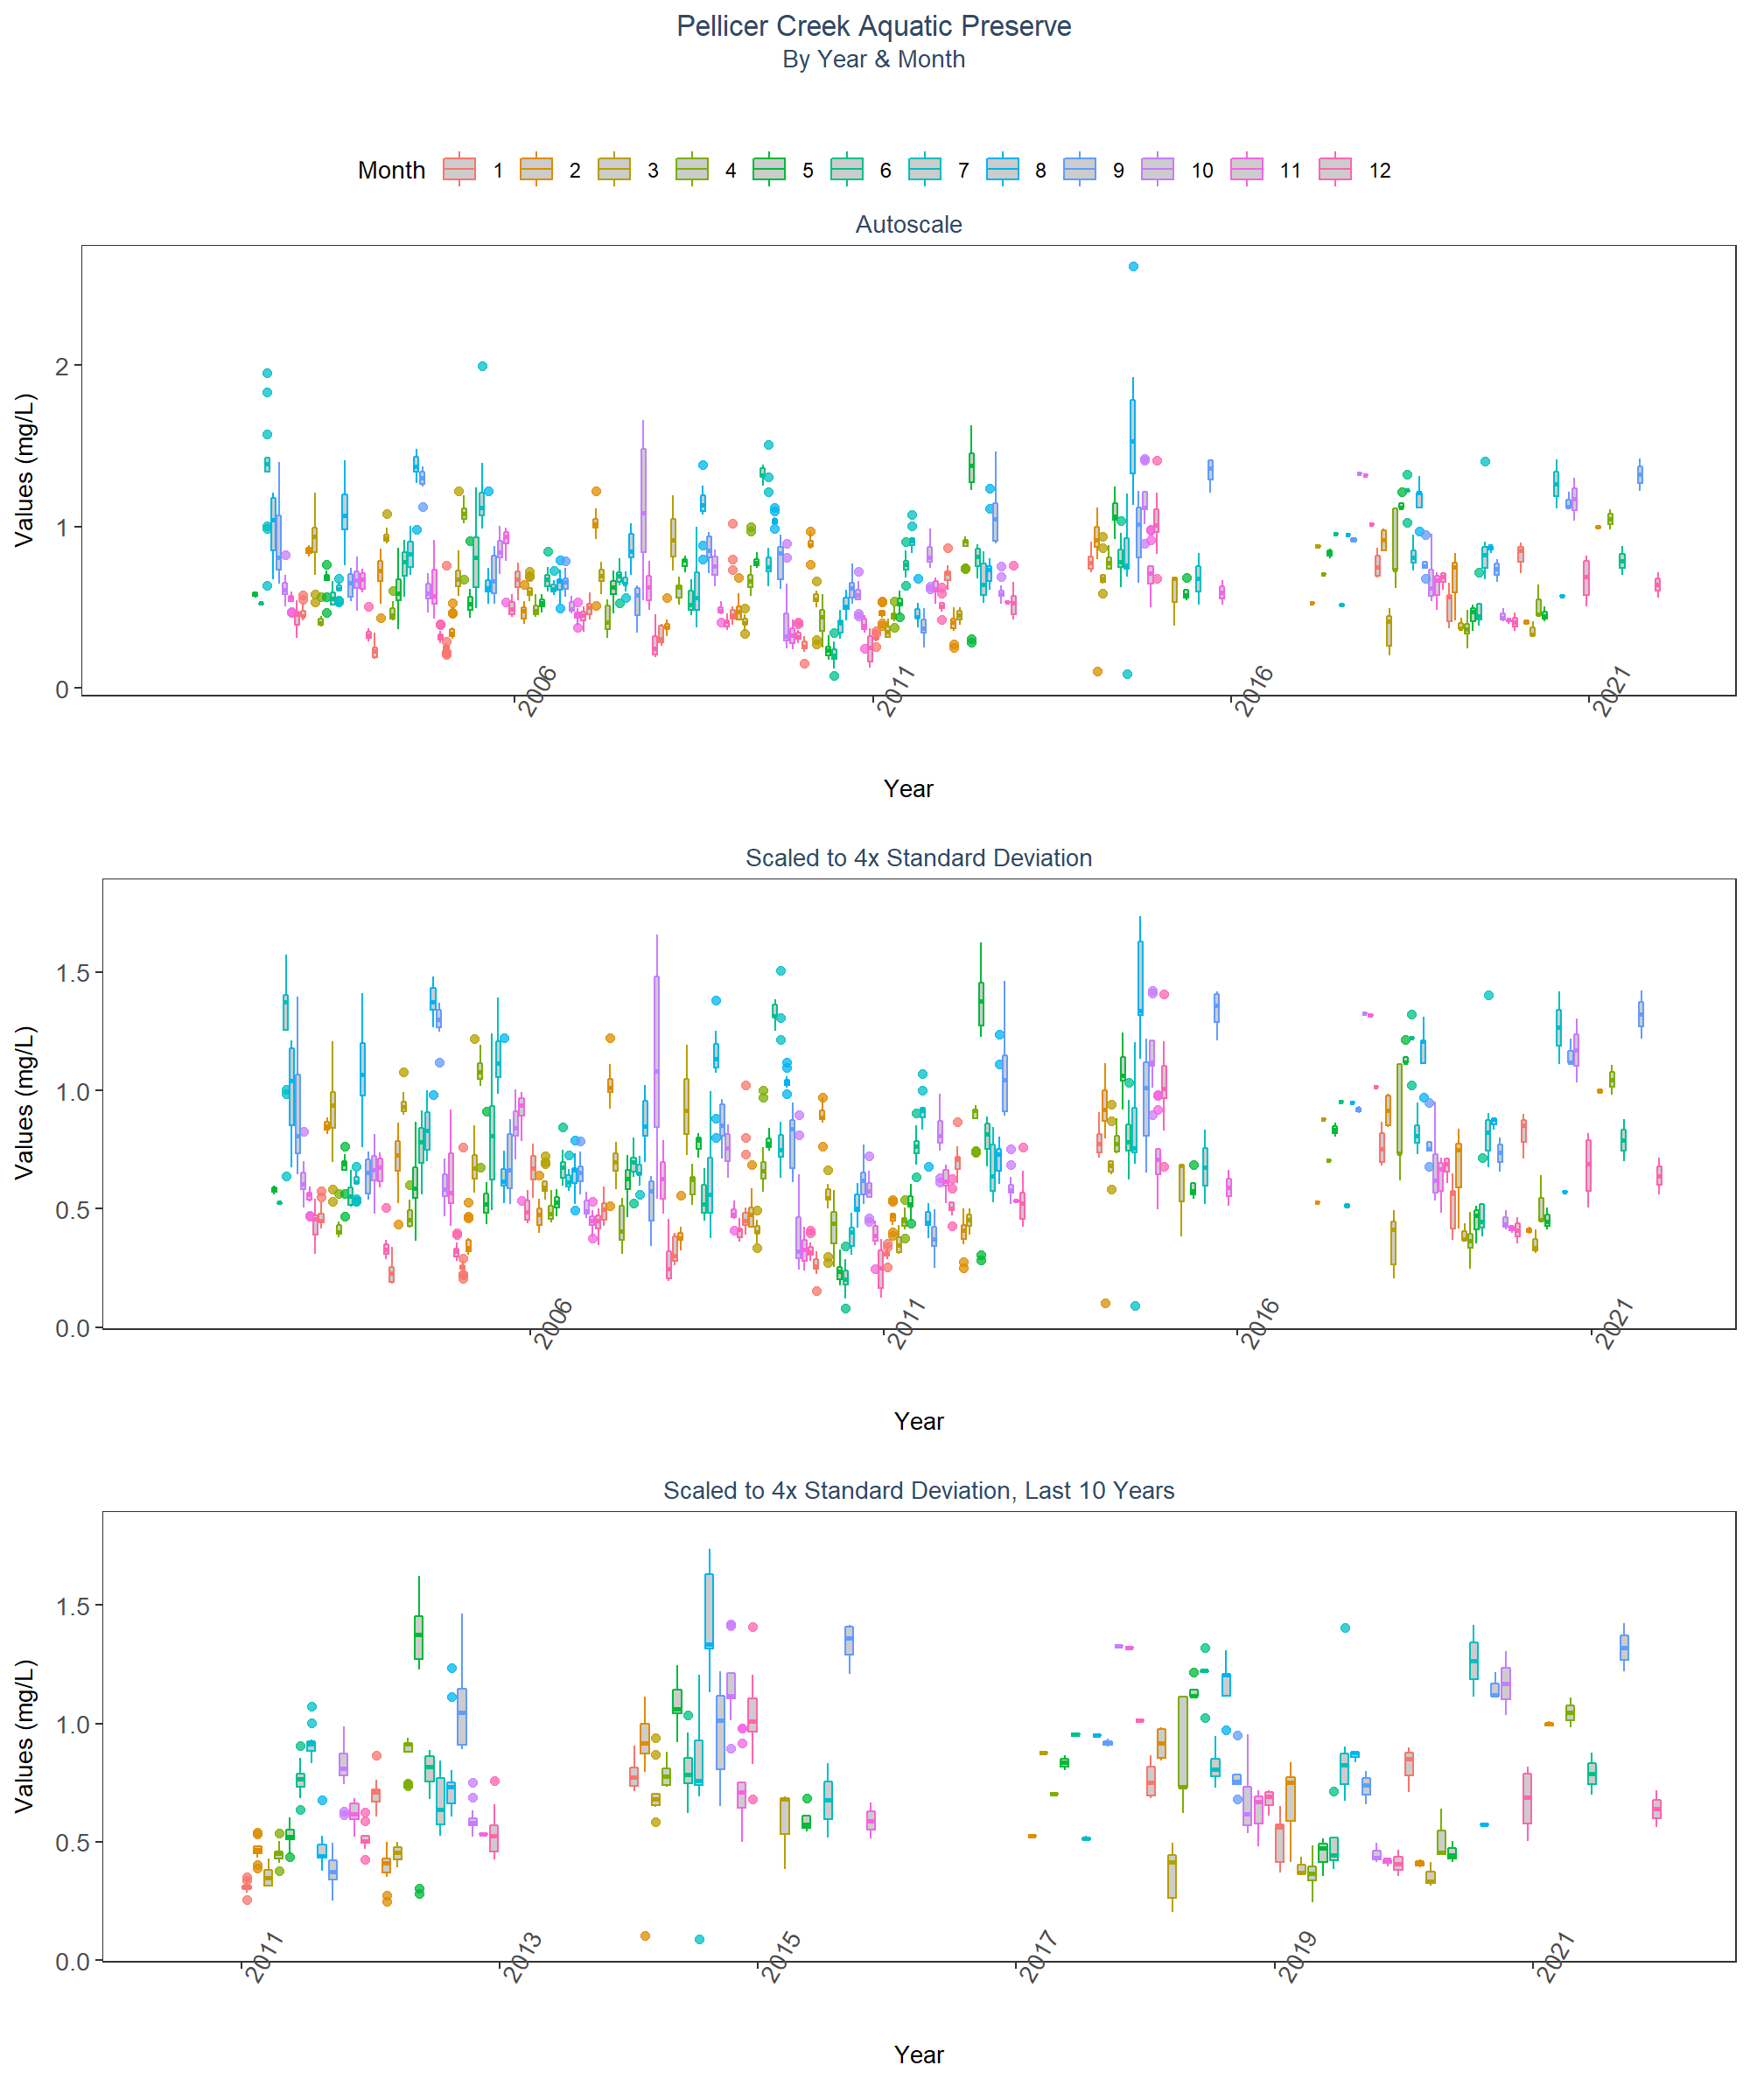 Pellicer Creek Aquatic Preserve
By Year & Month
Month 1 2 3 4 5 6 7 8 9 10 11 12
Autoscale
Values (mg/L)
2
1
0
2006 2011 2016 2021
Year
Scaled to 4x Standard Deviation
Values (mg/L)
1.5
1.0
0.5
0.0
2006 2011 2016 2021
Year
Scaled to 4x Standard Deviation, Last 10 Years
Values (mg/L)
1.5
1.0
0.5
0.0
2011 2013 2015 2017 2019 2021
Year